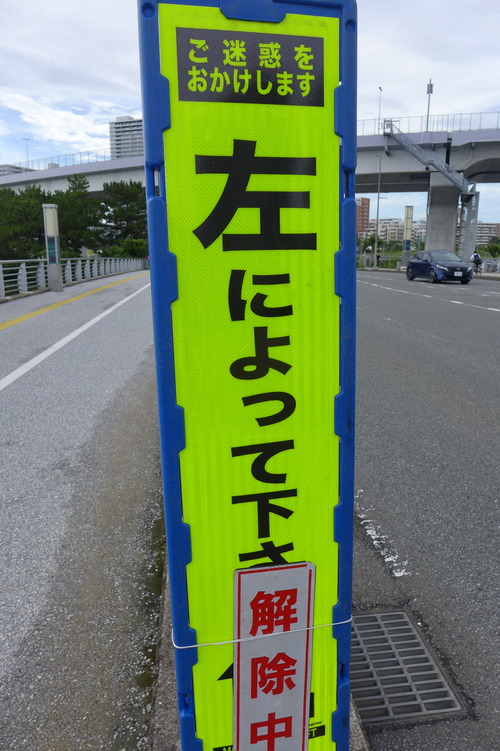 ご迷惑を
おかけします
左によって下さ
解除中